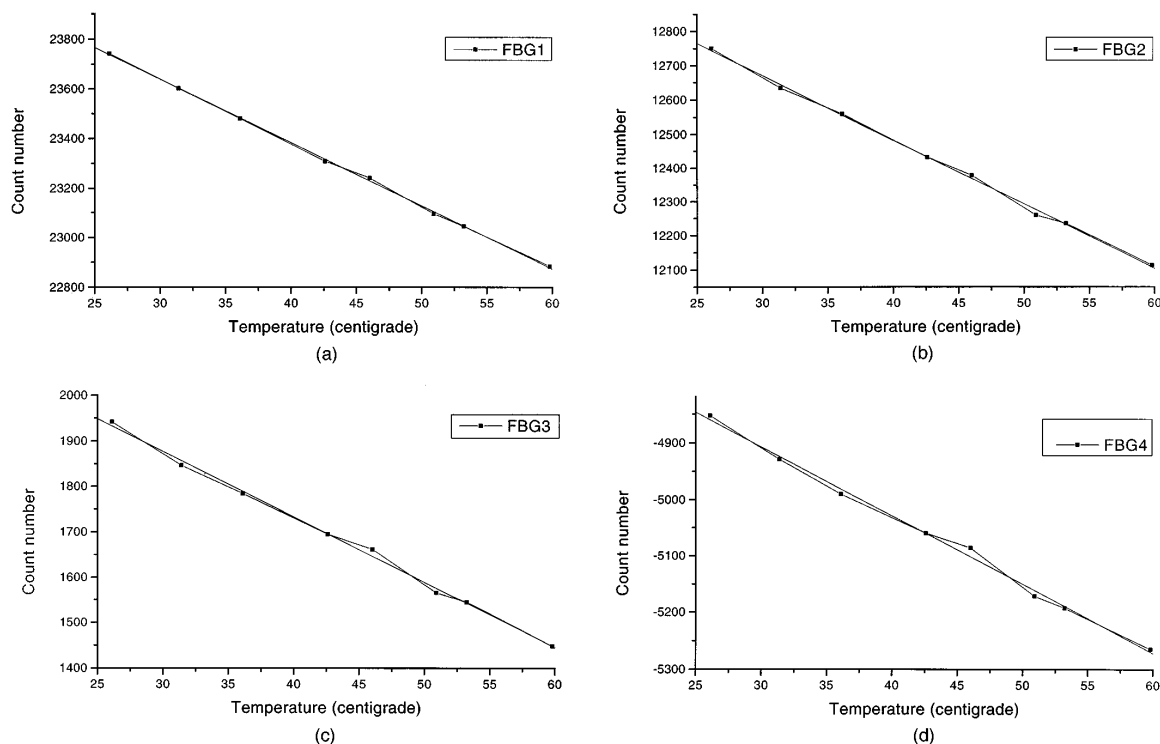 23800
23600
23400
23200
23000
22800
Count number
FBG1
25 30 35 40 45 50 55 60
Temperature (centigrade)
(a)
12800
12700
12600
12500
12400
12300
12200
12100
Count number
FBG2
25 30 35 40 45 50 55 60
Temperature (centigrade)
(b)
2000
1900
1800
1700
1600
1500
1400
Count number
FBG3
25 30 35 40 45 50 55 60
Temperature (centigrade)
(c)
-4900
-5000
-5100
-5200
-5300
Count number
FBG4
25 30 35 40 45 50 55 60
Temperature (centigrade)
(d)